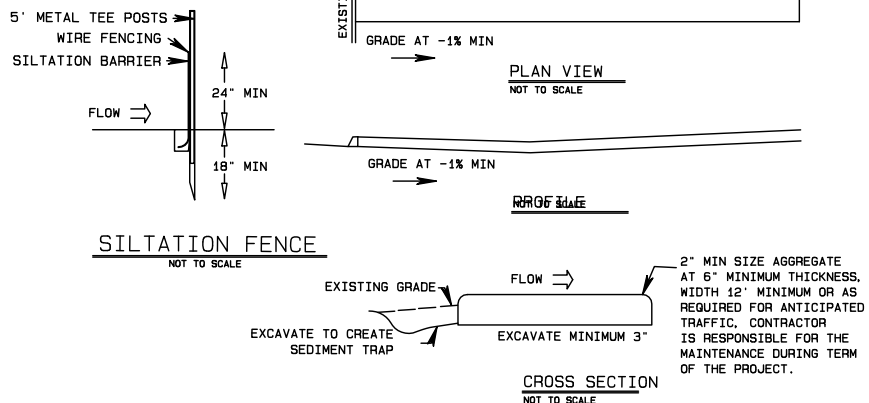 5' METAL TEE POSTS
WIRE FENCING
SILTATION BARRIER
24" MIN
FLOW
18" MIN
SILTATION FENCE
NOT TO SCALE
GRADE AT -1% MIN
PLAN VIEW
NOT TO SCALE
GRADE AT -1% MIN
PROFILE
NOT TO SCALE
FLOW
EXISTING GRADE
EXCAVATE TO CREATE
SEDIMENT TRAP
EXCAVATE MINIMUM 3"
2" MIN SIZE AGGREGATE
AT 6" MINIMUM THICKNESS,
WIDTH 12' MINIMUM OR AS
REQUIRED FOR ANTICIPATED
TRAFFIC, CONTRACTOR
IS RESPONSIBLE FOR THE
MAINTENANCE DURING TERM
OF THE PROJECT.
CROSS SECTION
NOT TO SCALE